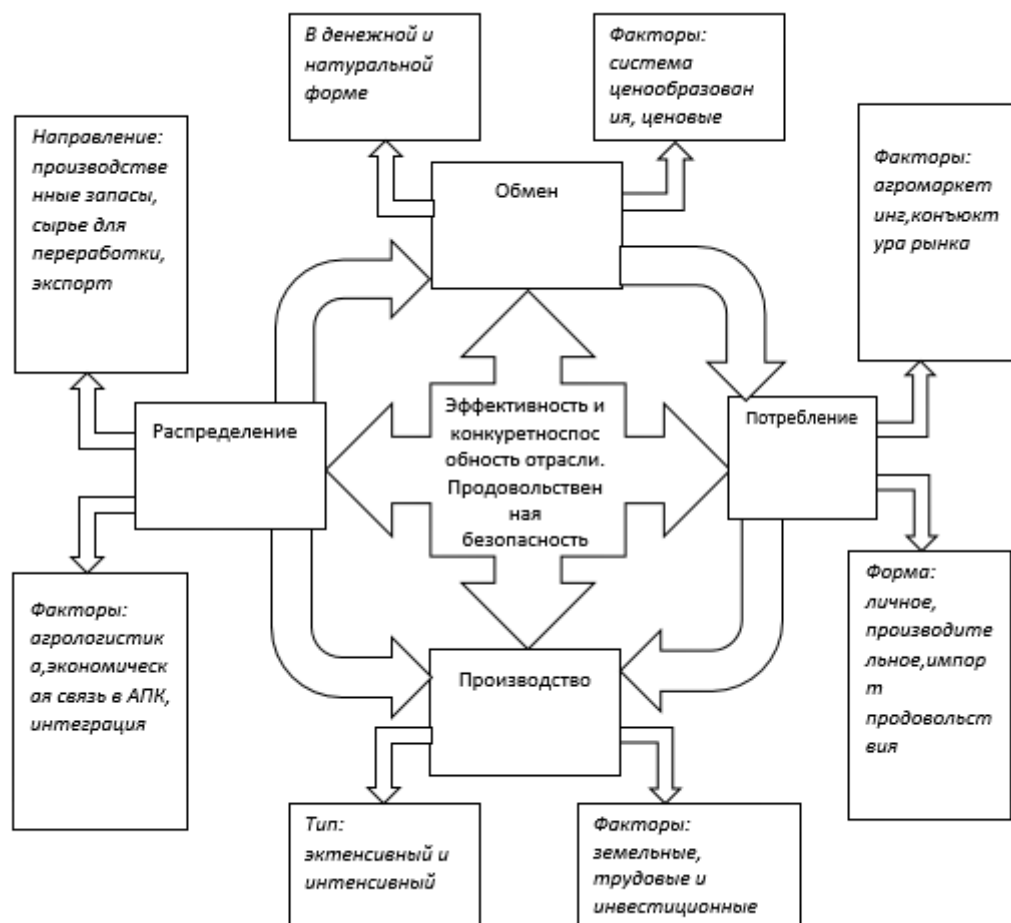 В денежной и
натуральной
форме
Факторы:
система
ценообразован
ия, ценовые
Направление:
производстве
нные запасы,
сырье для
переработки,
экспорт
Факторы:
агромаркет
инг,конъюкт
ура рынка
Обмен
Распределение
Эффективность и
конкуретноспос
обность отрасли.
Продовольствен
ная
безопасность
Потребление
Факторы:
агрологистик
а,экономическ
ая связь в АПК,
интеграция
Форма:
личное,
производите
льное,импор
т
продовольст
вия
Производство
Тип:
эктенсивный и
интенсивный
Факторы:
земельные,
трудовые и
инвестиционные